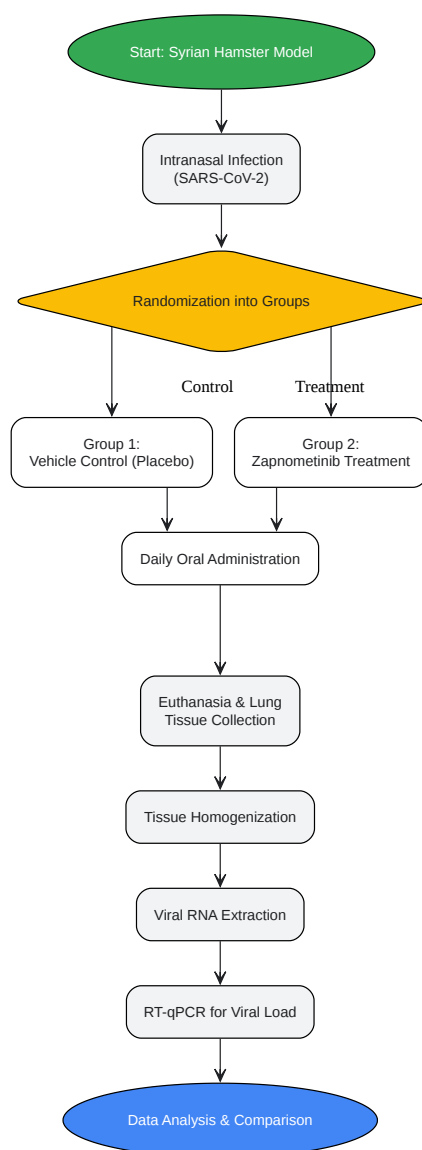 Start: Syrian Hamster Model
Intranasal Infection
(SARS-CoV-2)
Randomization into Groups
Control
Treatment
Group 1:
Vehicle Control (Placebo)
Group 2:
Zapnometinib Treatment
Daily Oral Administration
Euthanasia & Lung
Tissue Collection
Tissue Homogenization
Viral RNA Extraction
RT-qPCR for Viral Load
Data Analysis & Comparison